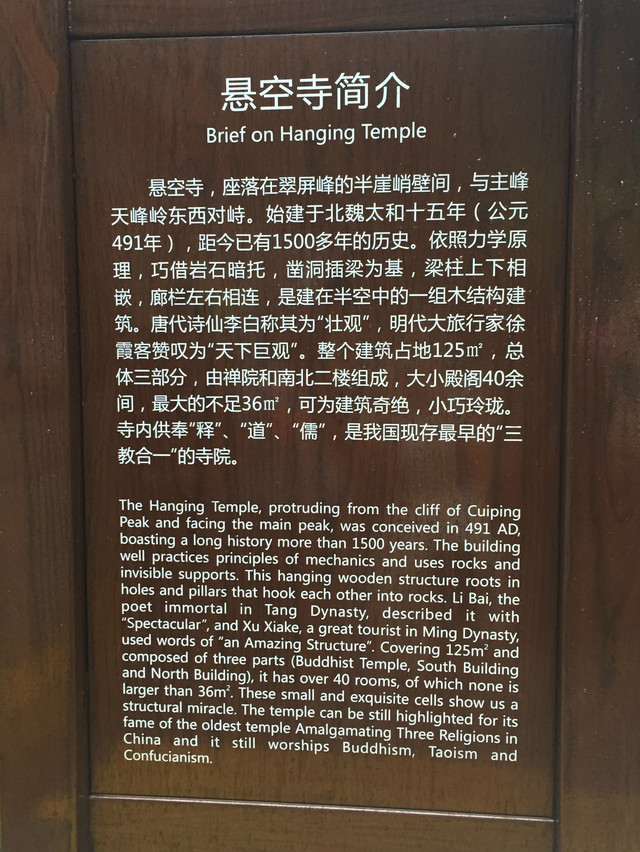 悬空寺简介
Brief on Hanging Temple
悬空寺，座落在翠屏峰的半崖峭壁间，与主峰
天峰岭东西对峙。始建于北魏太和十五年（公元
491年），距今已有1500多年的历史。依照力学原
理，巧借岩石暗托，凿洞插梁为基，梁柱上下相
嵌，廊栏左右相连，是建在半空中的一组木结构建
筑。唐代诗仙李白称其为“壮观”，明代大旅行家徐
霞客赞叹为“天下巨观”。整个建筑占地125㎡，总
体三部分，由禅院和南北二楼组成，大小殿阁40余
间，最大的不足36㎡，可为建筑奇绝，小巧玲珑。
寺内供奉“释”、“道”、“儒”，是我国现存最早的“三
教合一”的寺院。
The Hanging Temple, protruding from the cliff of Cuiping
Peak and facing the main peak, was conceived in 491 AD,
boasting a long history more than 1500 years. The building
well practices principles of mechanics and uses rocks and
invisible supports. This hanging wooden structure roots in
holes and pillars that hook each other into rocks. Li Bai, the
poet immortal in Tang Dynasty, described it with
“Spectacular”, and Xu Xiake, a great tourist in Ming Dynasty,
used words of “an Amazing Structure”. Covering 125m² and
composed of three parts (Buddhist Temple, South Building
and North Building), it has over 40 rooms, of which none is
larger than 36m². These small and exquisite cells show us a
structural miracle. The temple can be still highlighted for its
fame of the oldest temple Amalgamating Three Religions in
China and it still worships Buddhism, Taoism and
Confucianism.